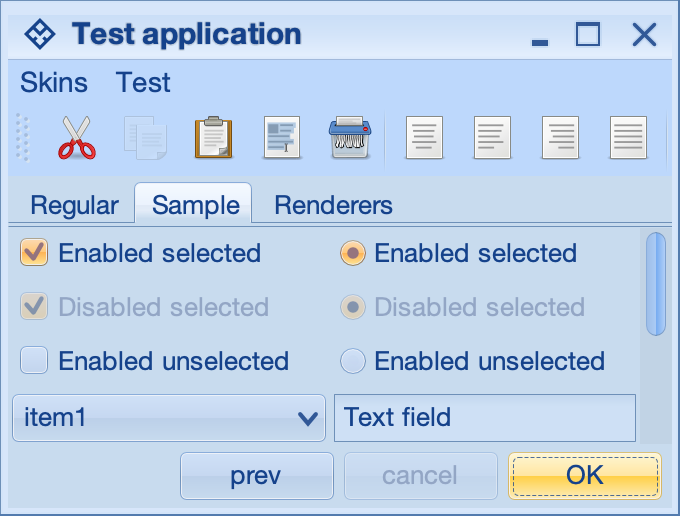 Test application
Skins Test
Regular Sample Renderers
Enabled selected Enabled selected
Disabled selected Disabled selected
Enabled unselected Enabled unselected
item1 Text field
prev cancel OK